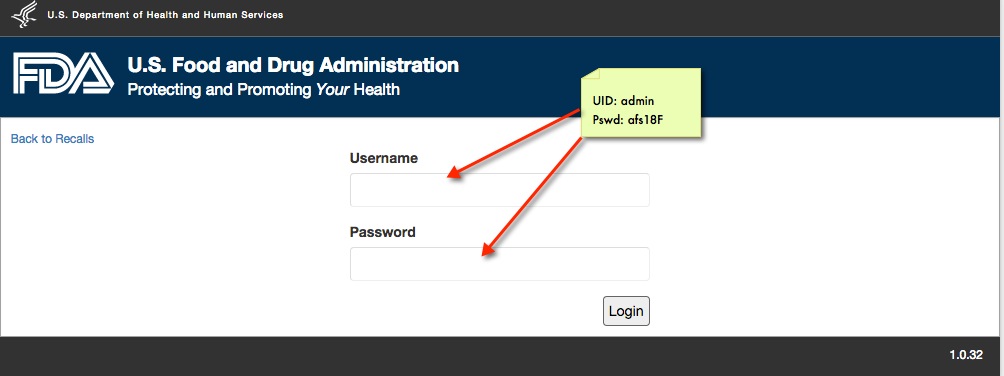 U.S. Department of Health and Human Services
FDA
U.S. Food and Drug Administration
Protecting and Promoting Your Health
UID: admin
Pswd: afs18F
Back to Recalls
Username
Password
Login
1.0.32